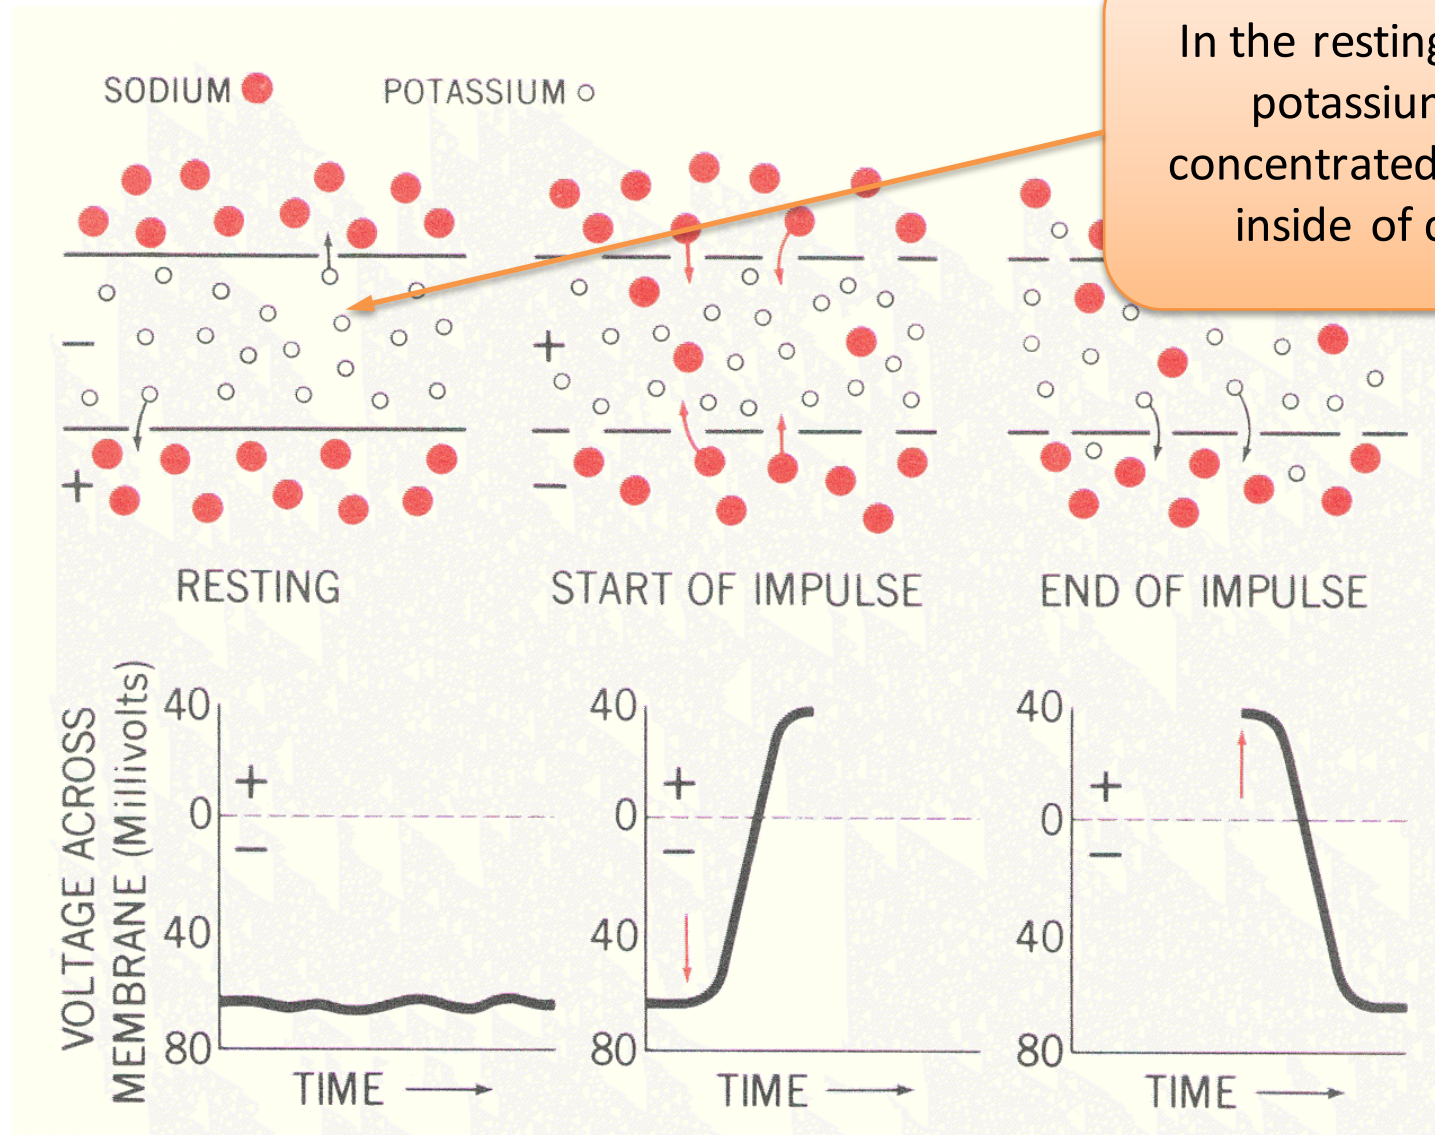 SODIUM
POTASSIUM
In the resting
concentrated
inside of
+
−
+
−
−
+
RESTING
START OF IMPULSE
END OF IMPULSE
VOLTAGE ACROSS
MEMBRANE (Millivolts)
40
+
0
−
40
80
TIME
40
+
0
−
40
80
TIME
40
+
0
−
40
80
TIME